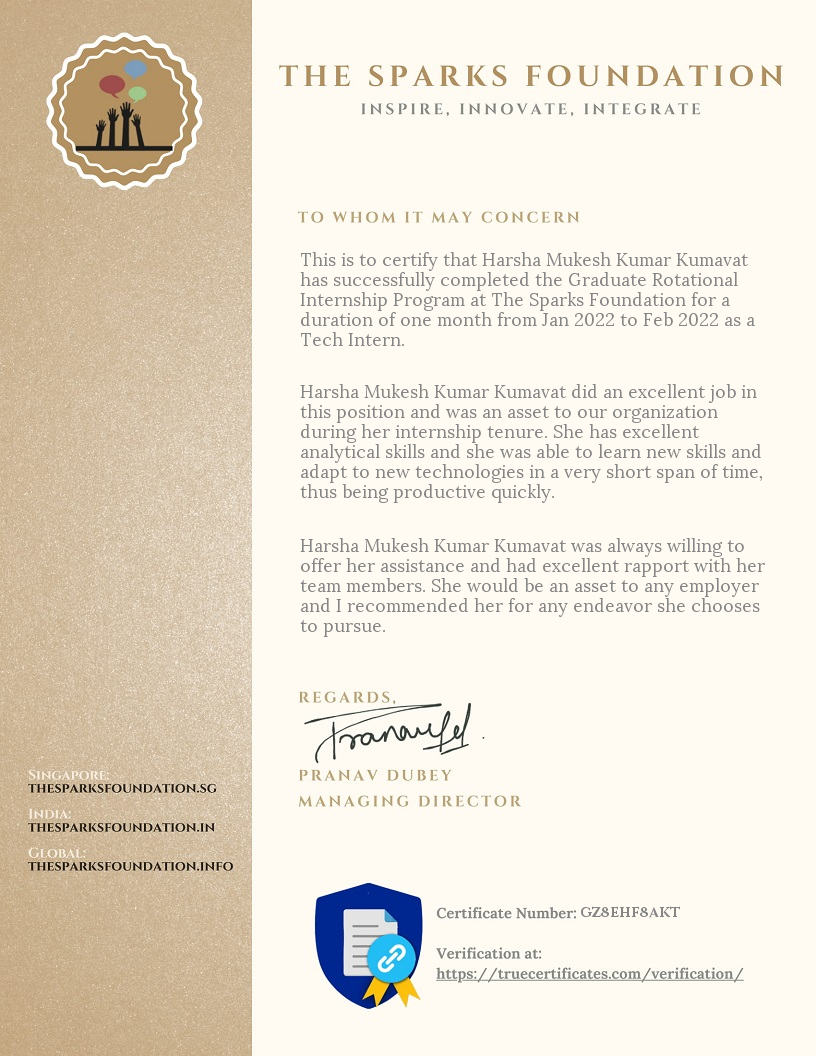 THE SPARKS FOUNDATION
INSPIRE, INNOVATE, INTEGRATE
TO WHOM IT MAY CONCERN
This is to certify that Harsha Mukesh Kumar Kumavat
has successfully completed the Graduate Rotational
Internship Program at The Sparks Foundation for a
duration of one month from Jan 2022 to Feb 2022 as a
Tech Intern.
Harsha Mukesh Kumar Kumavat did an excellent job in
this position and was an asset to our organization
during her internship tenure. She has excellent
analytical skills and she was able to learn new skills and
adapt to new technologies in a very short span of time,
thus being productive quickly.
Harsha Mukesh Kumar Kumavat was always willing to
offer her assistance and had excellent rapport with her
team members. She would be an asset to any employer
and I recommended her for any endeavor she chooses
to pursue.
REGARDS,
PRANAV DUBEY
MANAGING DIRECTOR
SINGAPORE:
THESPARKSFOUNDATION.SG
INDIA:
THESPARKSFOUNDATION.IN
GLOBAL:
THESPARKSFOUNDATION.INFO
Certificate Number: GZ8EHF8AKT
Verification at:
https://truecertificates.com/verification/